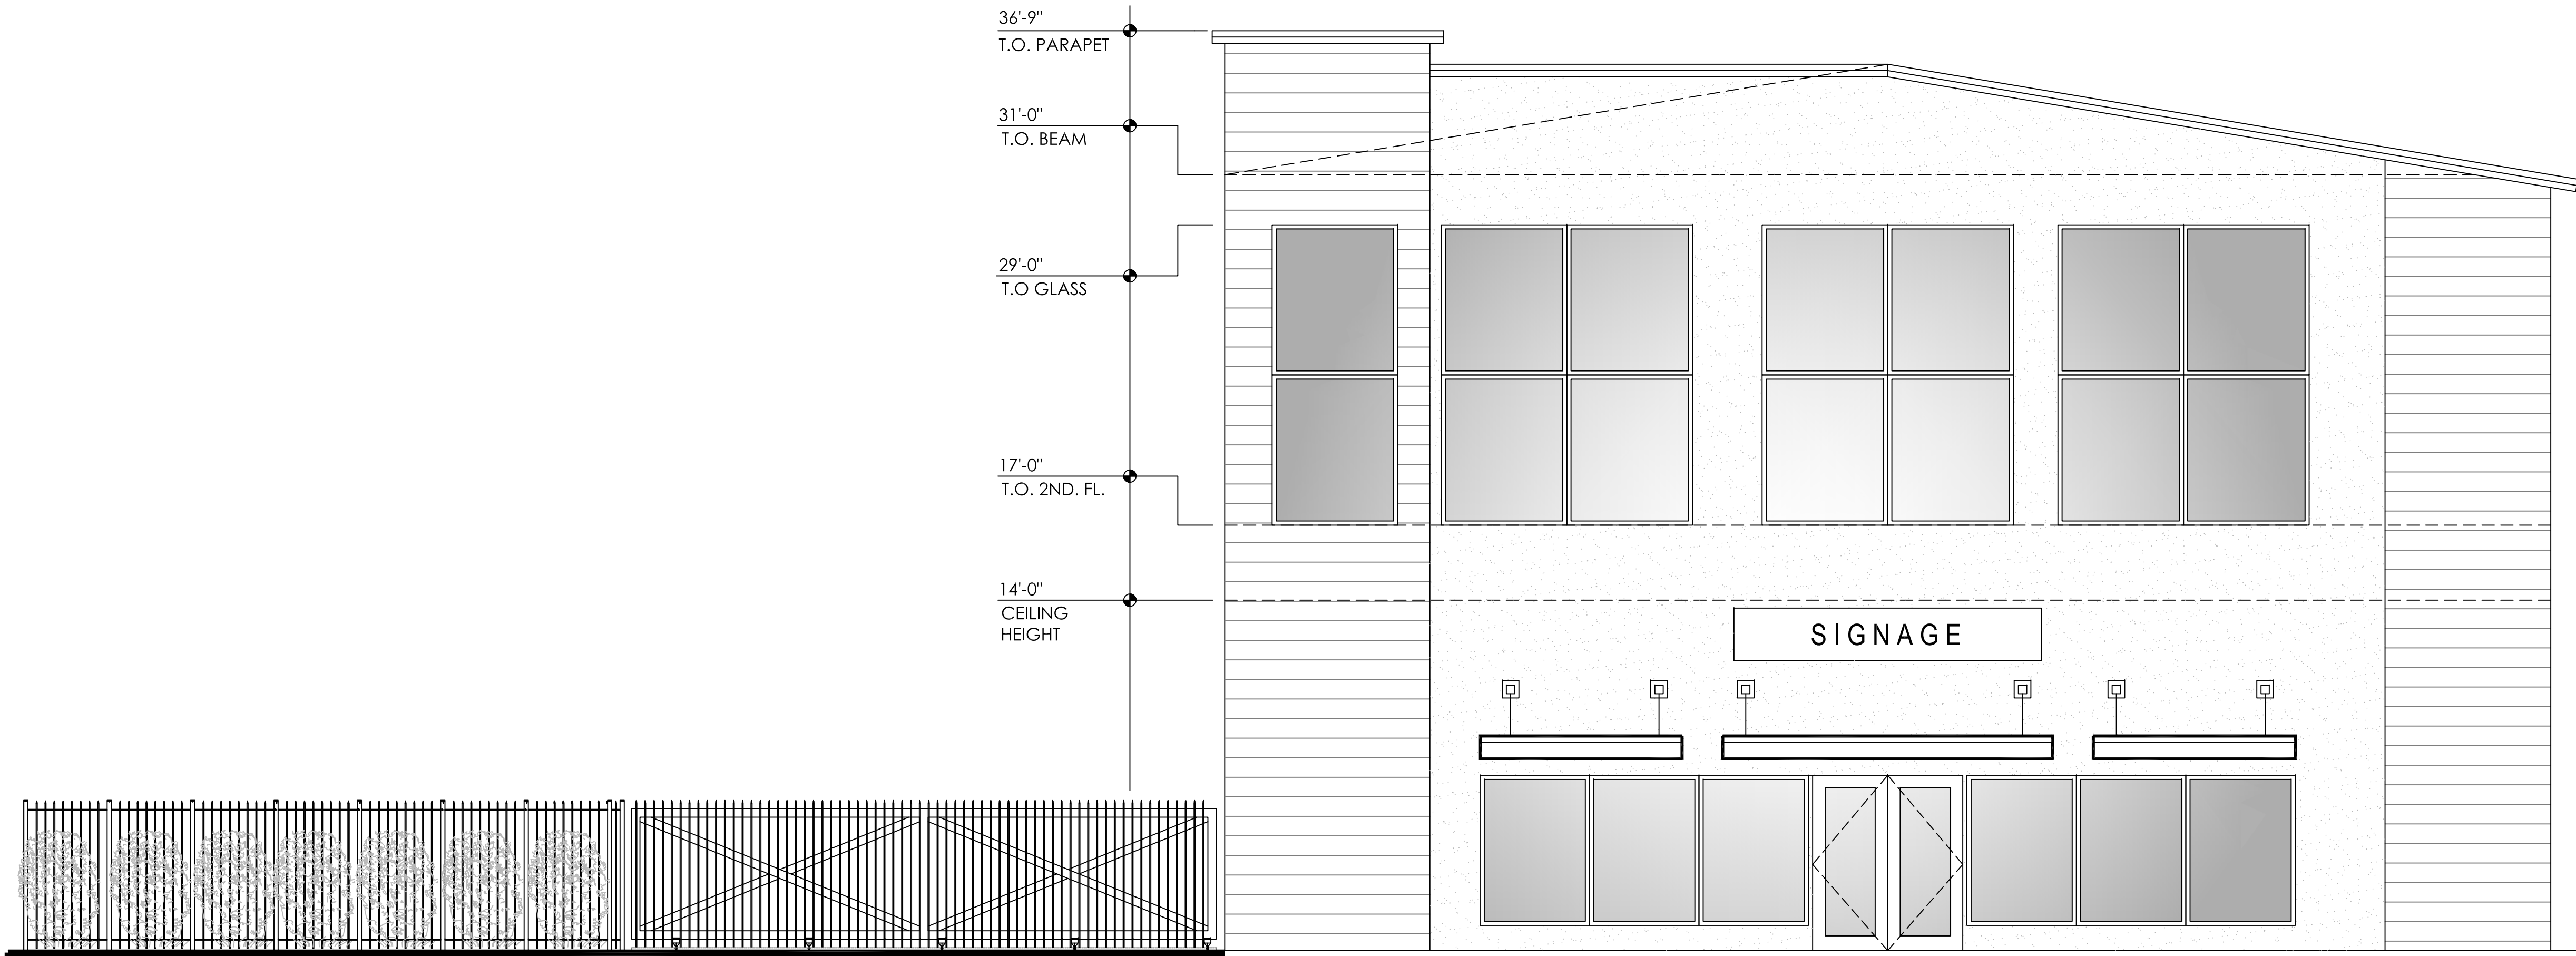 36'-9"
T.O. PARAPET
31'-0"
T.O. BEAM
29'-0"
T.O GLASS
17'-0"
T.O. 2ND. FL.
14'-0"
CEILING
HEIGHT
SIGNAGE